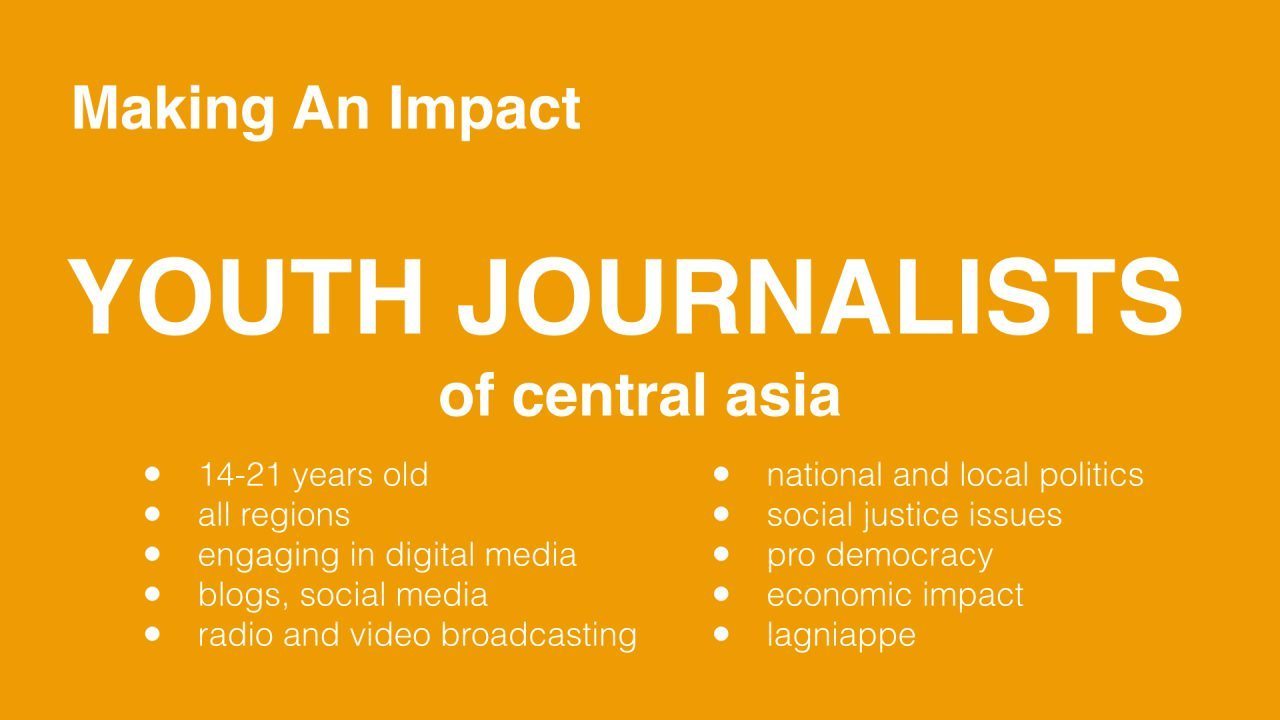 Making An Impact
YOUTH JOURNALISTS
of central asia
● 14-21 years old
● all regions
● engaging in digital media
● blogs, social media
● radio and video broadcasting
● national and local politics
● social justice issues
● pro democracy
● economic impact
● lagniappe